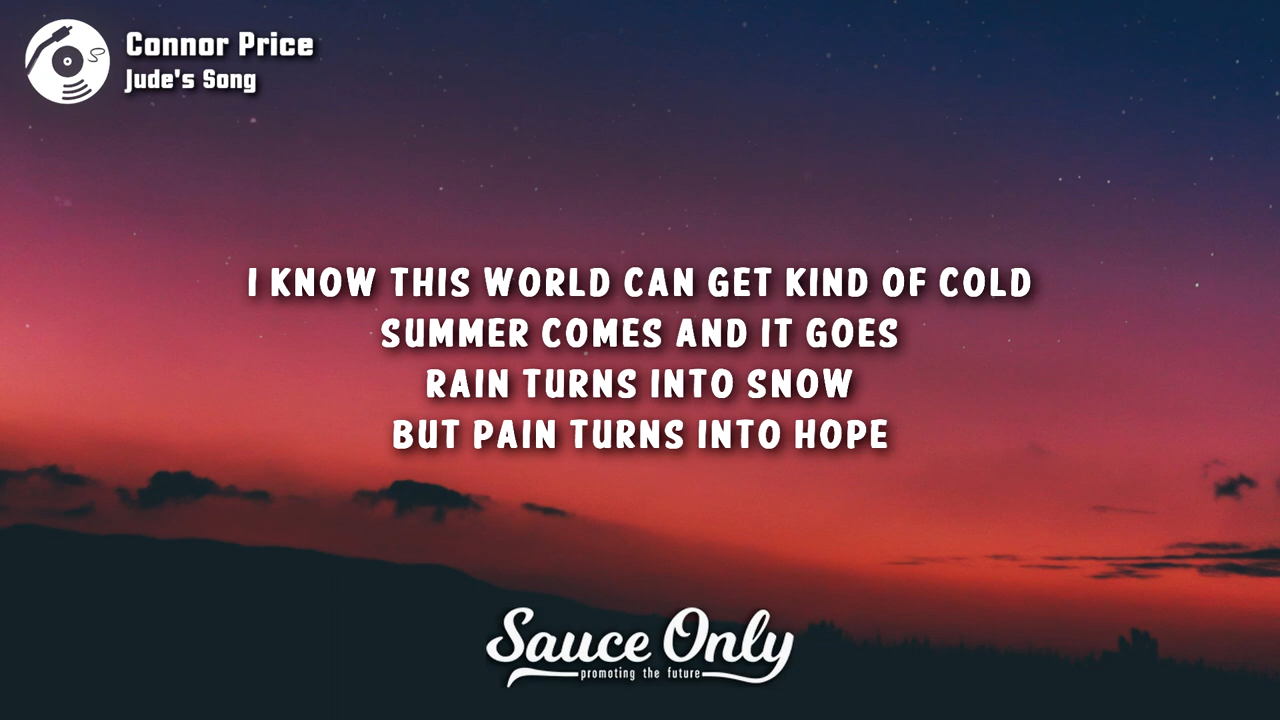 Connor Price
Jude's Song
I KNOW THIS WORLD CAN GET KIND OF COLD
SUMMER COMES AND IT GOES
RAIN TURNS INTO SNOW
BUT PAIN TURNS INTO HOPE
Sauce Only
promoting the future